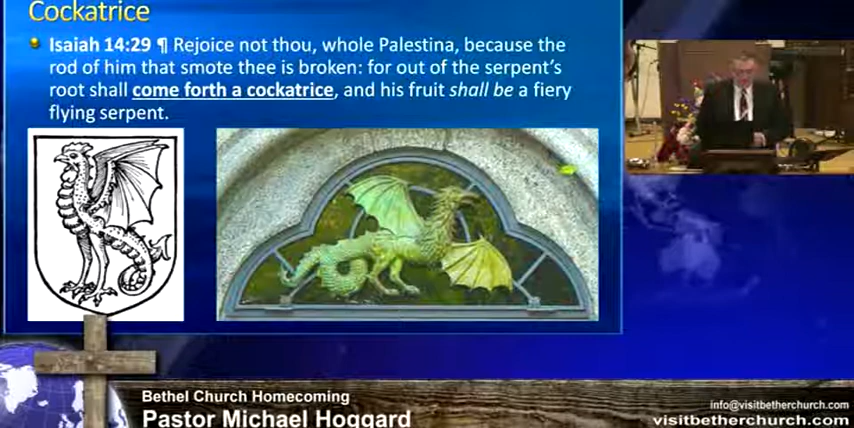 Cockatrice
Isaiah 14:29 ¶ Rejoice not thou, whole Palestina, because the
rod of him that smote thee is broken: for out of the serpent's
root shall come forth a cockatrice, and his fruit shall be a fiery
flying serpent.
Bethel Church Homecoming
Pastor Michael Hoggard
info@visitbetherchurch.com
visitbetherchurch.com